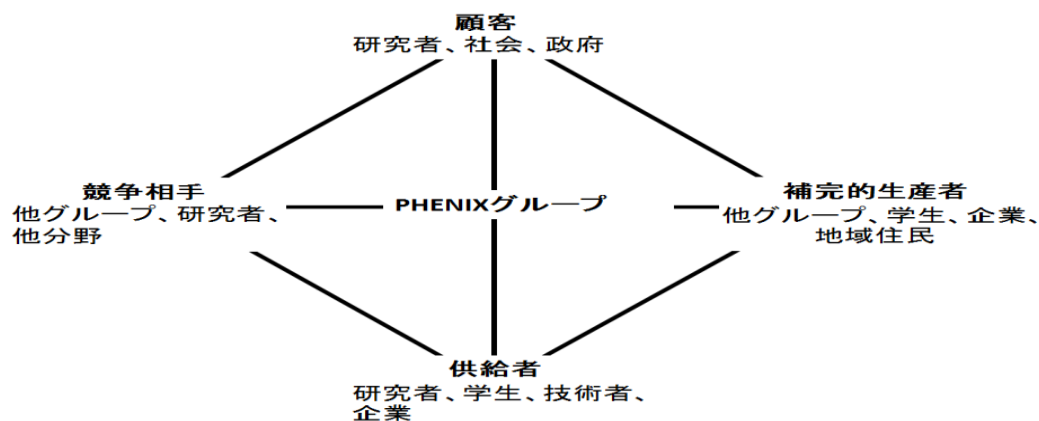 顧客
研究者、社会、政府
競争相手
他グループ、研究者、
他分野
PHENIXグループ
補完的生産者
他グループ、学生、企業、
地域住民
供給者
研究者、学生、技術者、
企業